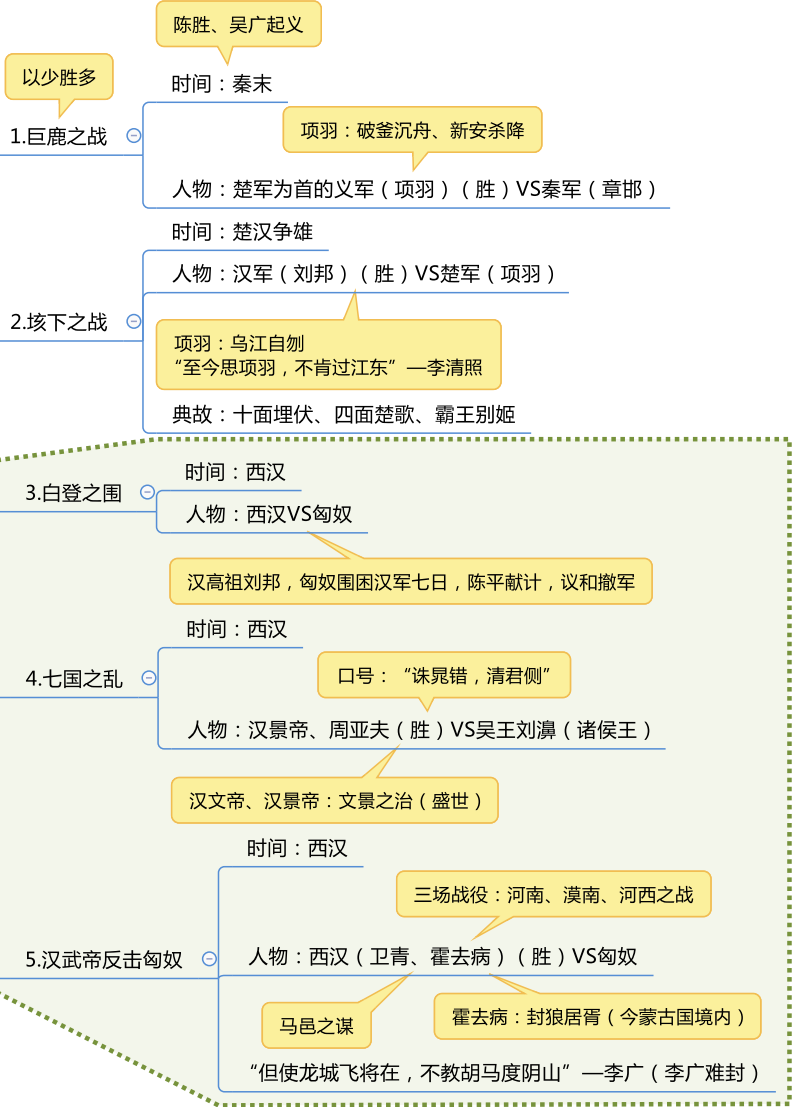 陈胜、吴广起义
以少胜多
时间：秦末
1.巨鹿之战
项羽：破釜沉舟、新安杀降
人物：楚军为首的义军（项羽）（胜）VS秦军（章邯）
时间：楚汉争雄
人物：汉军（刘邦）（胜）VS楚军（项羽）
2.垓下之战
项羽：乌江自刎
“至今思项羽，不肯过江东”—李清照
典故：十面埋伏、四面楚歌、霸王别姬
时间：西汉
3.白登之围
人物：西汉VS匈奴
汉高祖刘邦，匈奴围困汉军七日，陈平献计，议和撤军
时间：西汉
4.七国之乱
口号：“诛晁错，清君侧”
人物：汉景帝、周亚夫（胜）VS吴王刘濞（诸侯王）
汉文帝、汉景帝：文景之治（盛世）
时间：西汉
三场战役：河南、漠南、河西之战
5.汉武帝反击匈奴
人物：西汉（卫青、霍去病）（胜）VS匈奴
马邑之谋
霍去病：封狼居胥（今蒙古国境内）
“但使龙城飞将在，不教胡马度阴山”—李广（李广难封）